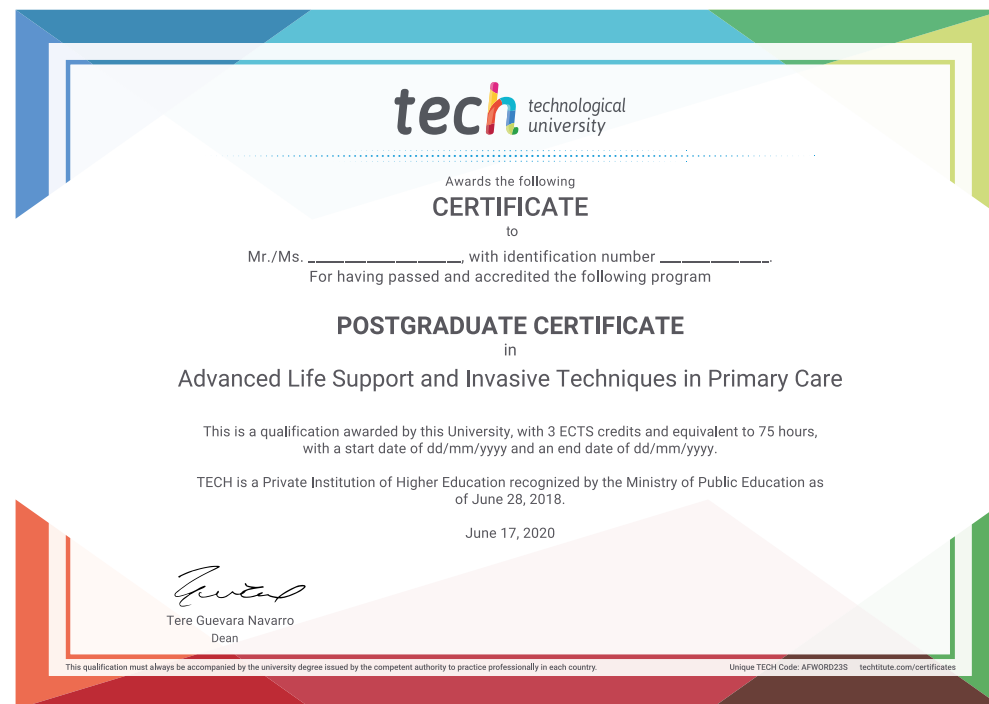 tech technological
university
Awards the following
CERTIFICATE
to
Mr./Ms. ____________________, with identification number ______________.
For having passed and accredited the following program
POSTGRADUATE CERTIFICATE
in
Advanced Life Support and Invasive Techniques in Primary Care
This is a qualification awarded by this University, with 3 ECTS credits and equivalent to 75 hours,
with a start date of dd/mm/yyyy and an end date of dd/mm/yyyy.
TECH is a Private Institution of Higher Education recognized by the Ministry of Public Education as
of June 28, 2018.
June 17, 2020
Tere Guevara Navarro
Dean
This qualification must always be accompanied by the university degree issued by the competent authority to practice professionally in each country. Unique TECH Code: AFWORD23S techtitute.com/certificates